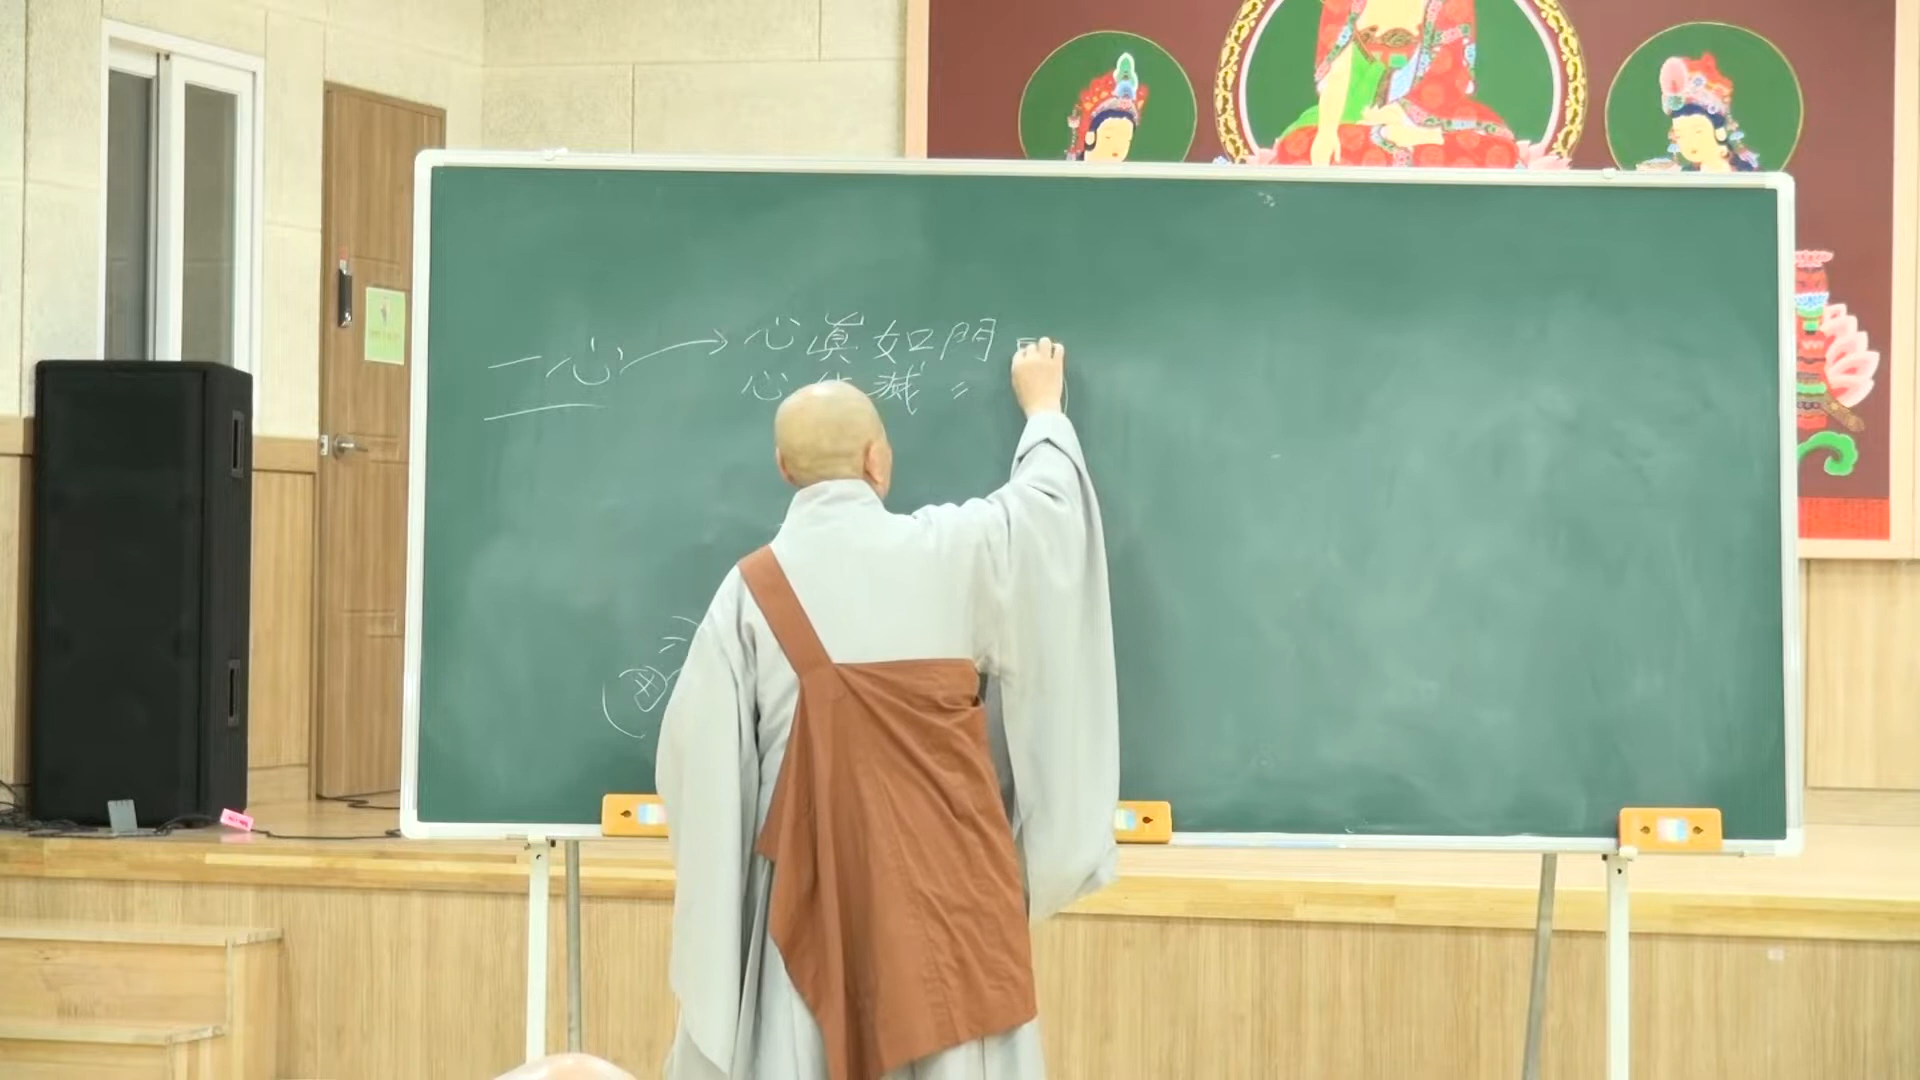 一心 → 心眞如門
心生滅 〃